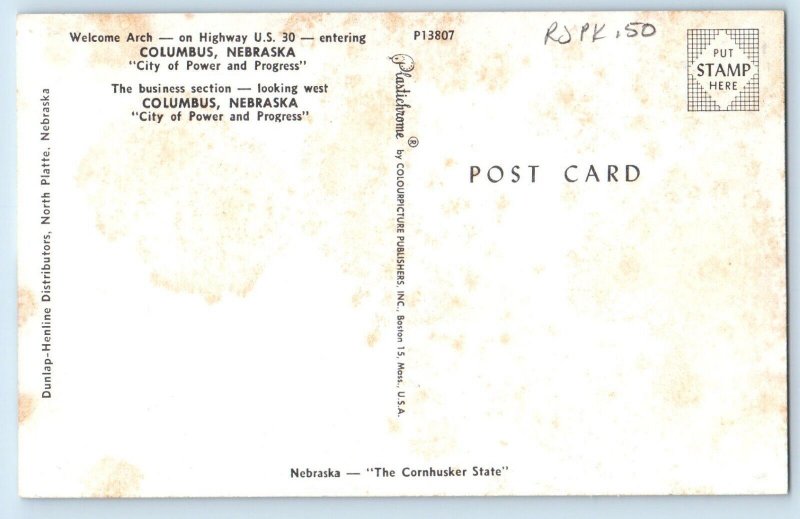 Welcome Arch — on Highway U.S. 30 — entering
COLUMBUS, NEBRASKA
"City of Power and Progress"
The business section — looking west
COLUMBUS, NEBRASKA
"City of Power and Progress"
Dunlap-Henline Distributors, North Platte, Nebraska
P13807
Plastichrome® by COLOURPICTURE PUBLISHERS, INC., Boston 15, Mass., U.S.A.
RJPK .50
PUT
STAMP
HERE
POST CARD
Nebraska — "The Cornhusker State"